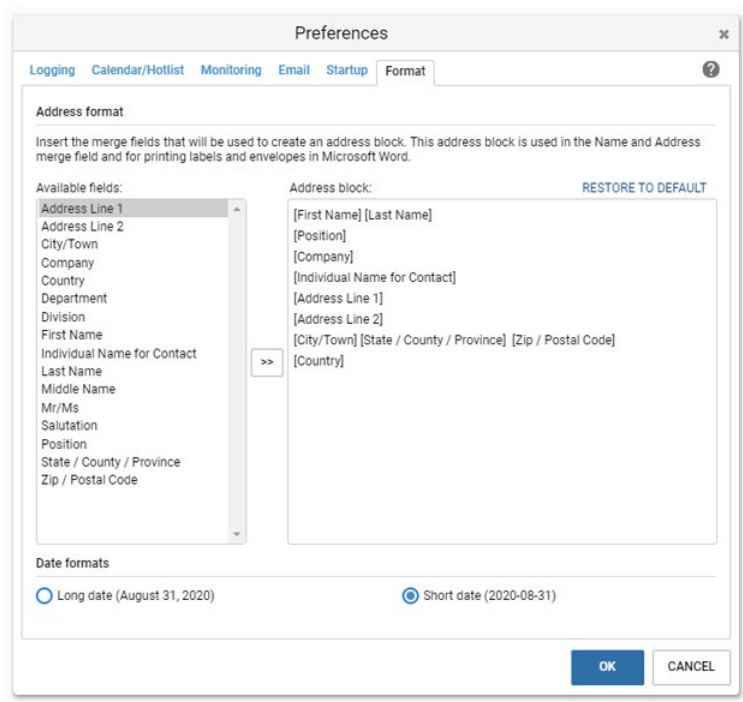 Preferences
Logging Calendar/Hotlist Monitoring Email Startup Format
Address format
Insert the merge fields that will be used to create an address block. This address block is used in the Name and Address
merge field and for printing labels and envelopes in Microsoft Word.
Available fields:
Address Line 1
Address Line 2
City/Town
Company
Country
Department
Division
First Name
Individual Name for Contact
Last Name
Middle Name
Mr/Ms
Salutation
Position
State / County / Province
Zip / Postal Code
>>
Address block: RESTORE TO DEFAULT
[First Name] [Last Name]
[Position]
[Company]
[Individual Name for Contact]
[Address Line 1]
[Address Line 2]
[City/Town] [State / County / Province] [Zip / Postal Code]
[Country]
Date formats
Long date (August 31, 2020) Short date (2020-08-31)
OK CANCEL